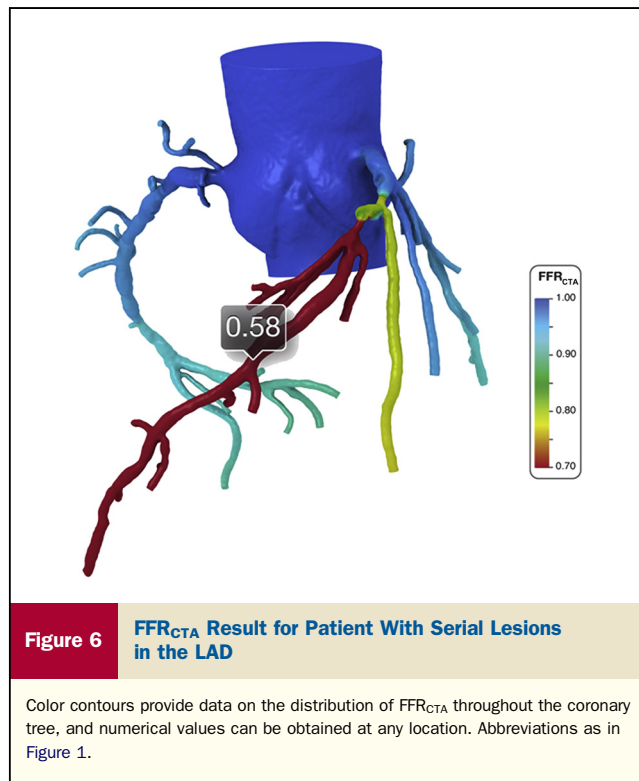 0.58
FFRCTA
1.00
0.90
0.80
0.70
Figure 6
FFRCTA Result for Patient With Serial Lesions
in the LAD
Color contours provide data on the distribution of FFRCTA throughout the coronary
tree, and numerical values can be obtained at any location. Abbreviations as in
Figure 1.